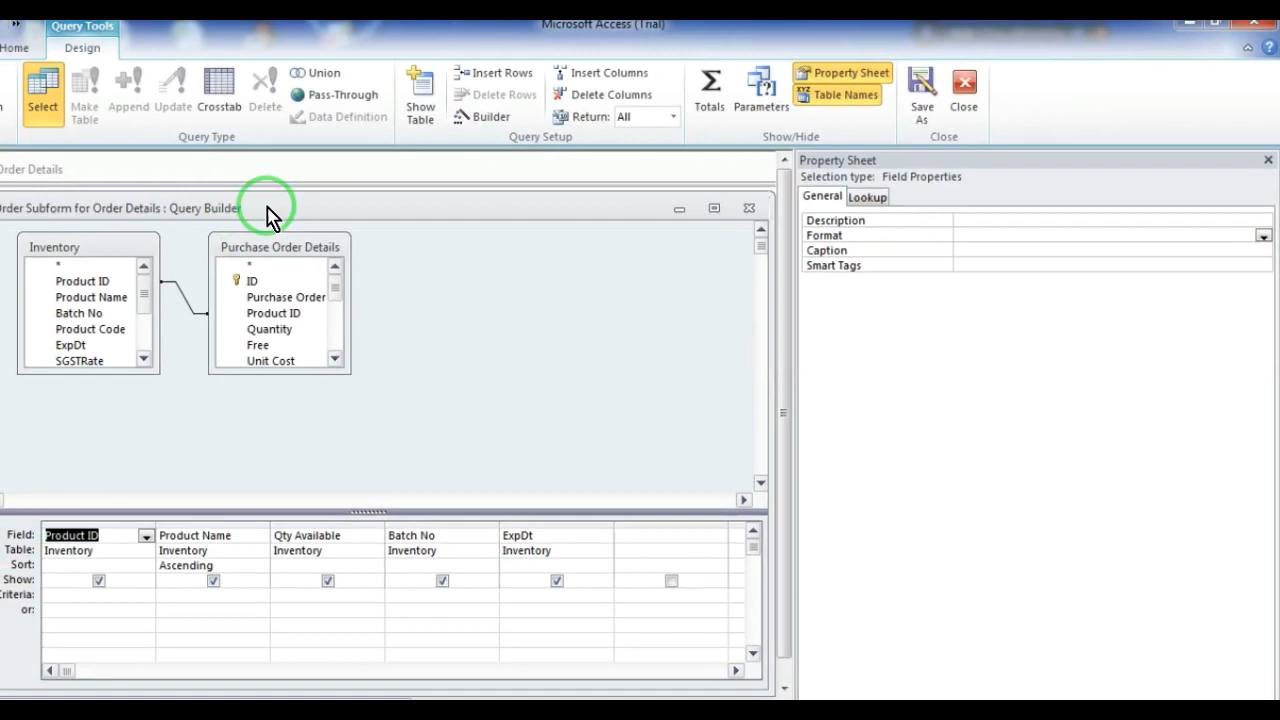 Query Tools
Microsoft Access (Trial)
Home
Design
Select
Make Table
Append
Update
Crosstab
Delete
Union
Pass-Through
Data Definition
Query Type
Show Table
Insert Rows
Delete Rows
Builder
Insert Columns
Delete Columns
Return: All
Query Setup
Totals
Parameters
Property Sheet
XYZ Table Names
Show/Hide
Save As
Close
Close
Order Details
Order Subform for Order Details : Query Builder
Inventory
*
Product ID
Product Name
Batch No
Product Code
ExpDt
SGSTRate
Purchase Order Details
*
ID
Purchase Order
Product ID
Quantity
Free
Unit Cost
Field: Product ID Product Name Qty Available Batch No ExpDt
Table: Inventory Inventory Inventory Inventory Inventory
Sort: Ascending
Show:
Criteria:
or:
Property Sheet
Selection type: Field Properties
General Lookup
Description
Format
Caption
Smart Tags